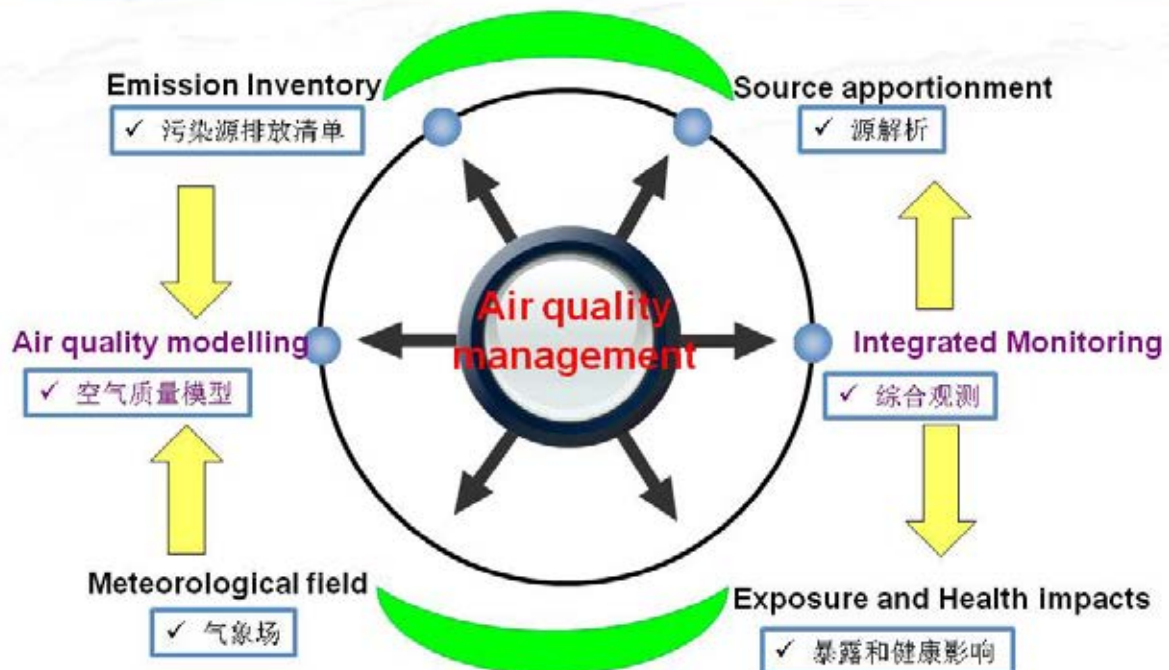 Emission Inventory
✓ 污染源排放清单
Source apportionment
✓ 源解析
Air quality
management
Air quality modelling
✓ 空气质量模型
Integrated Monitoring
✓ 综合观测
Meteorological field
✓ 气象场
Exposure and Health impacts
✓ 暴露和健康影响